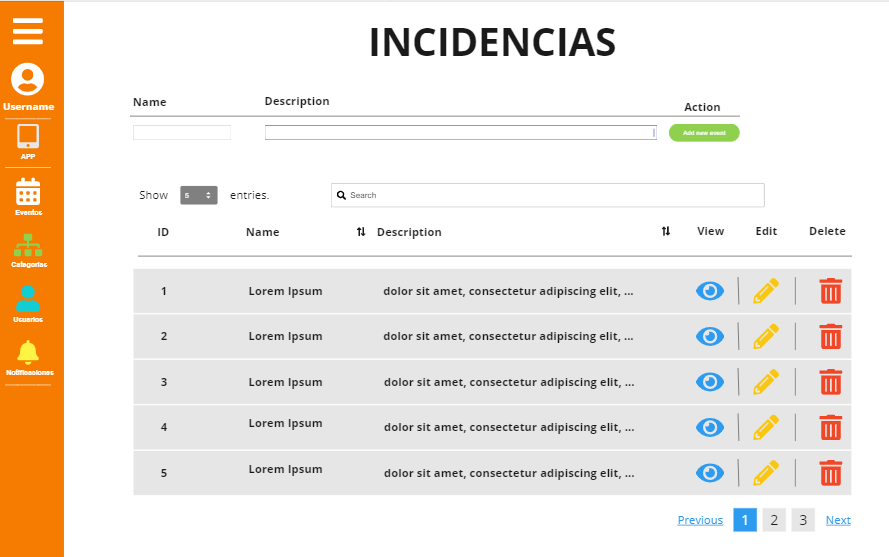 INCIDENCIAS
Username
APP
Eventos
Categorias
Usuarios
Notificaciones
Name Description Action
Add new event
Show 5 entries. Search
ID Name Description View Edit Delete
1 Lorem Ipsum dolor sit amet, consectetur adipiscing elit, ...
2 Lorem Ipsum dolor sit amet, consectetur adipiscing elit, ...
3 Lorem Ipsum dolor sit amet, consectetur adipiscing elit, ...
4 Lorem Ipsum dolor sit amet, consectetur adipiscing elit, ...
5 Lorem Ipsum dolor sit amet, consectetur adipiscing elit, ...
Previous 1 2 3 Next